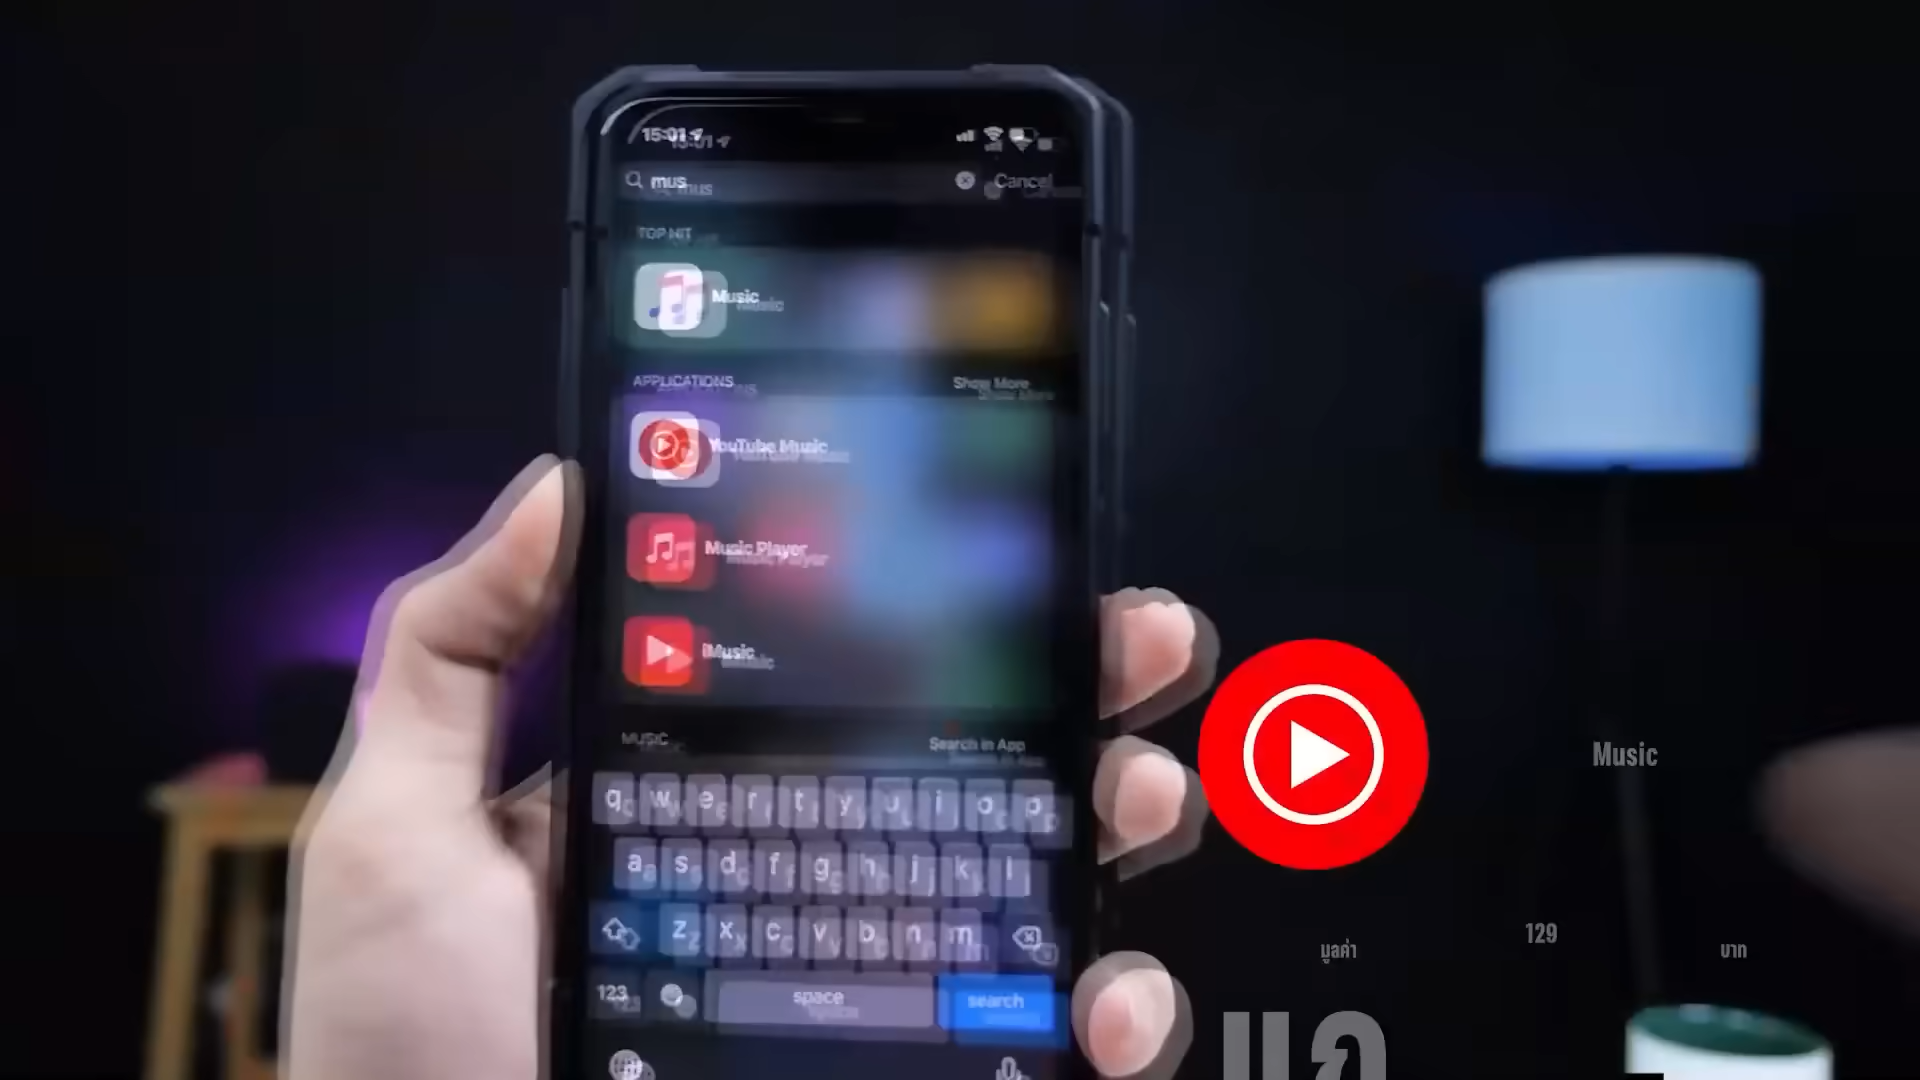 15:01
mus Cancel
TOP HIT
Music
APPLICATIONS Show More
YouTube Music
Music Player
iMusic
MUSIC Search in App
q w e r t y u i o p
a s d f g h j k l
z x c v b n m
123 space search
Music
มูลค่า 129 บาท